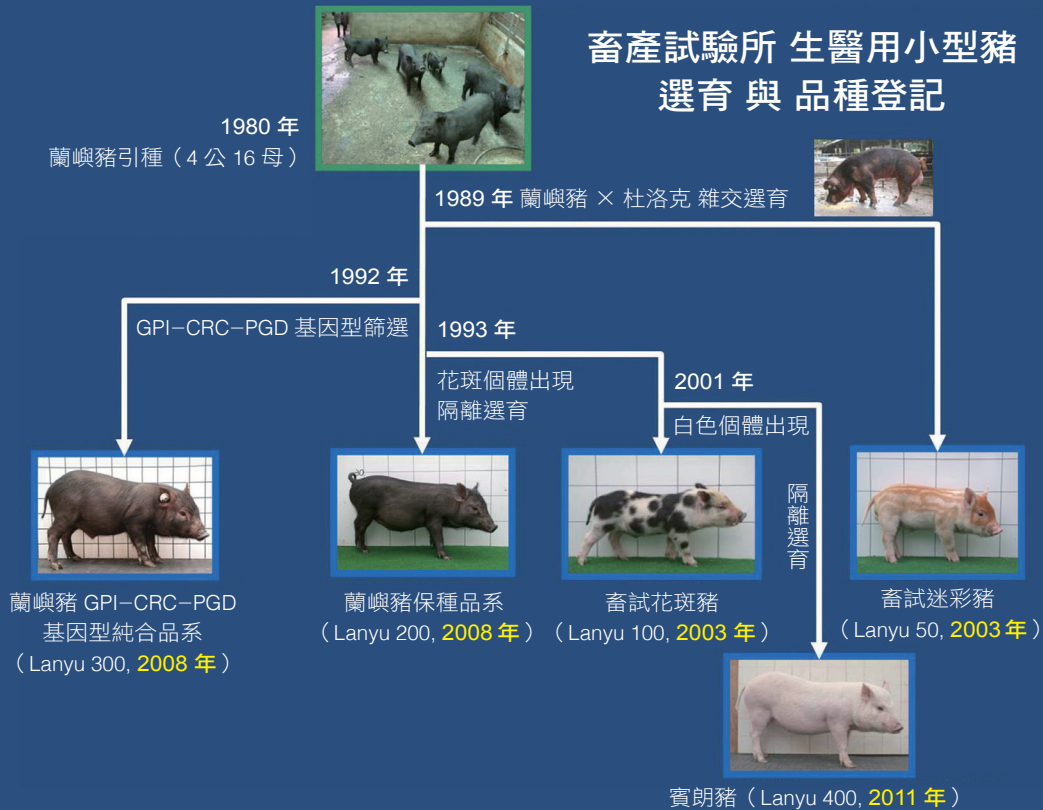 畜產試驗所 生醫用小型豬
選育 與 品種登記
1980 年
蘭嶼豬引種（4 公 16 母）
1989 年 蘭嶼豬 × 杜洛克 雜交選育
1992 年
GPI−CRC−PGD 基因型篩選
1993 年
花斑個體出現
隔離選育
2001 年
白色個體出現
隔離選育
蘭嶼豬 GPI−CRC−PGD
基因型純合品系
（Lanyu 300, 2008 年）
蘭嶼豬保種品系
（Lanyu 200, 2008 年）
畜試花斑豬
（Lanyu 100, 2003 年）
畜試迷彩豬
（Lanyu 50, 2003 年）
賓朗豬（Lanyu 400, 2011 年）